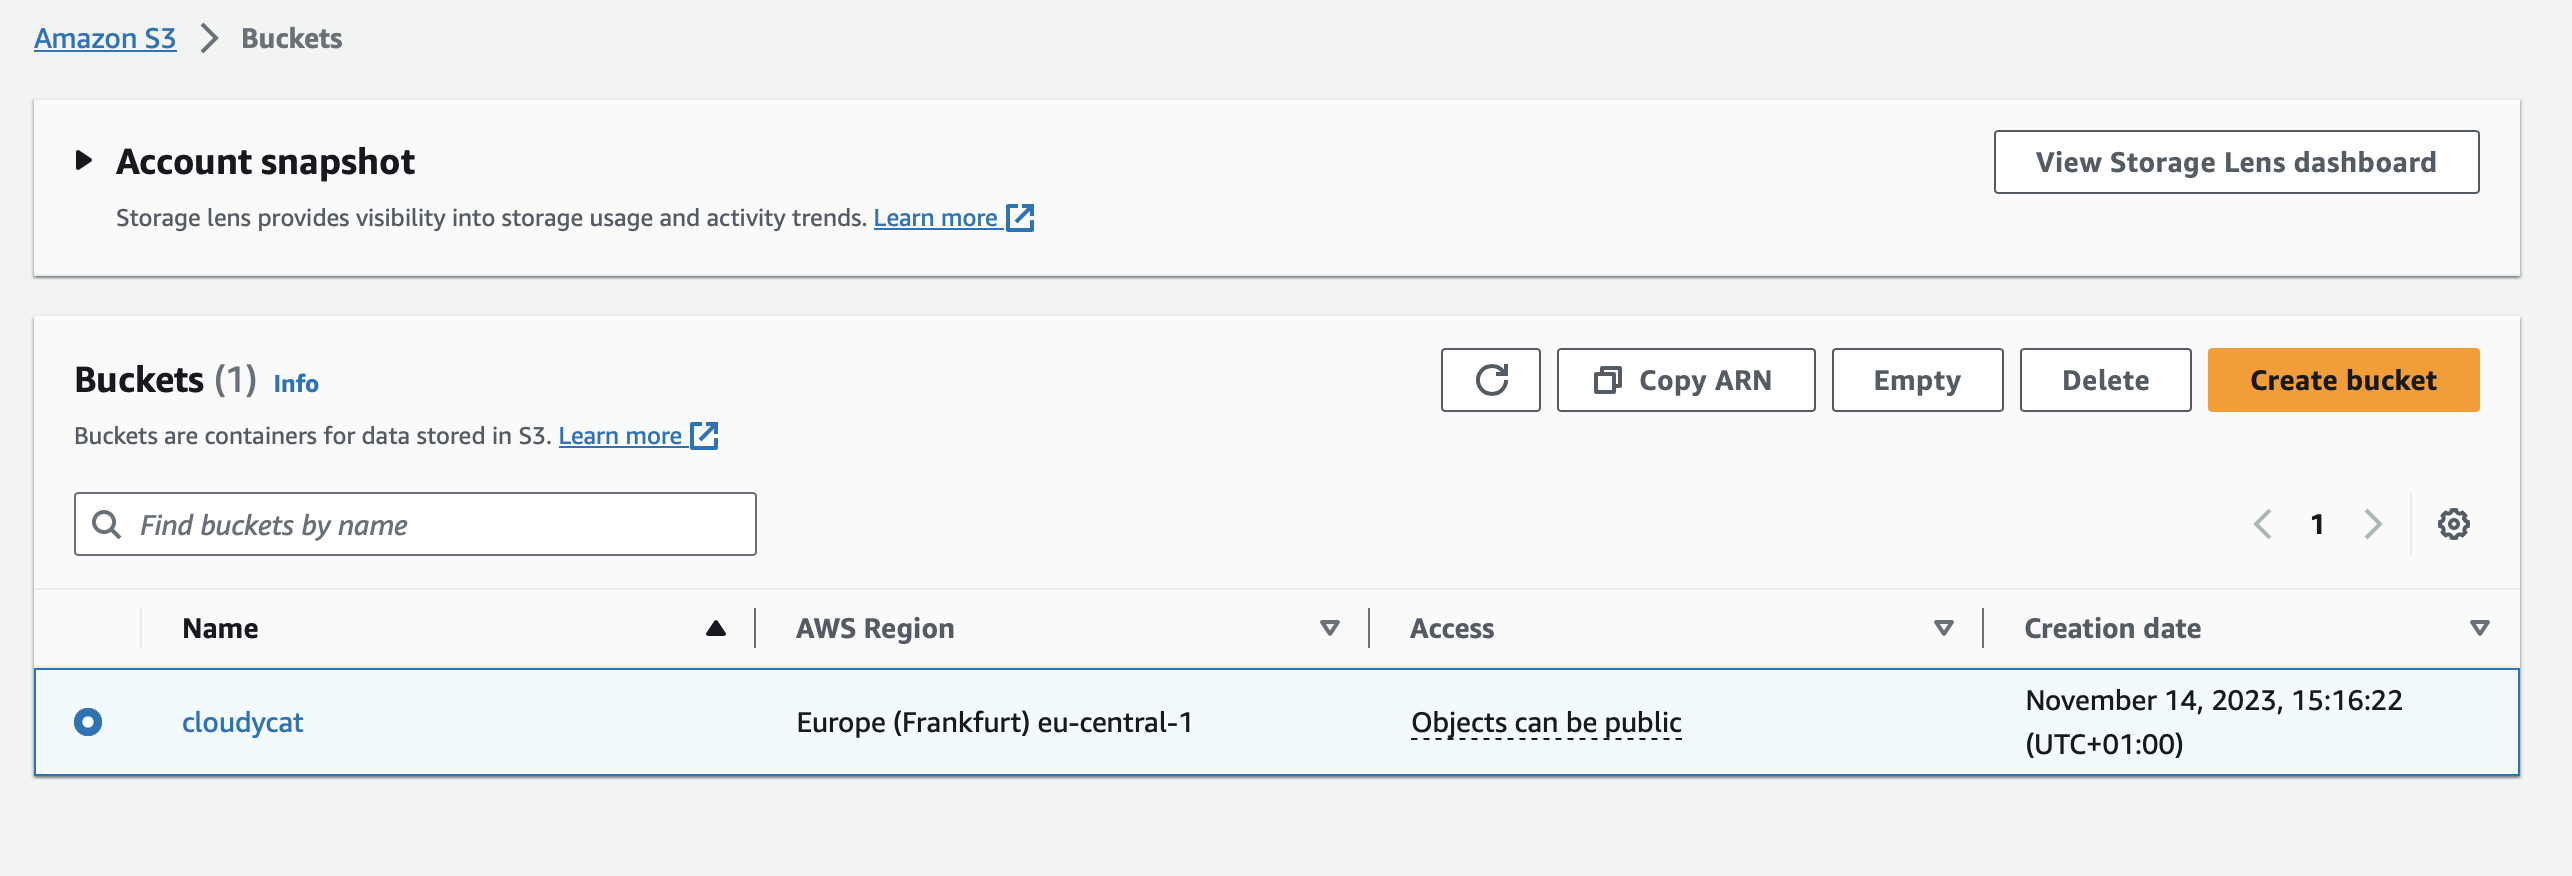 Amazon S3 > Buckets
Account snapshot
View Storage Lens dashboard
Storage lens provides visibility into storage usage and activity trends. Learn more
Buckets (1) Info
Copy ARN
Empty
Delete
Create bucket
Buckets are containers for data stored in S3. Learn more
Find buckets by name
1
Name
AWS Region
Access
Creation date
cloudycat
Europe (Frankfurt) eu-central-1
Objects can be public
November 14, 2023, 15:16:22
(UTC+01:00)